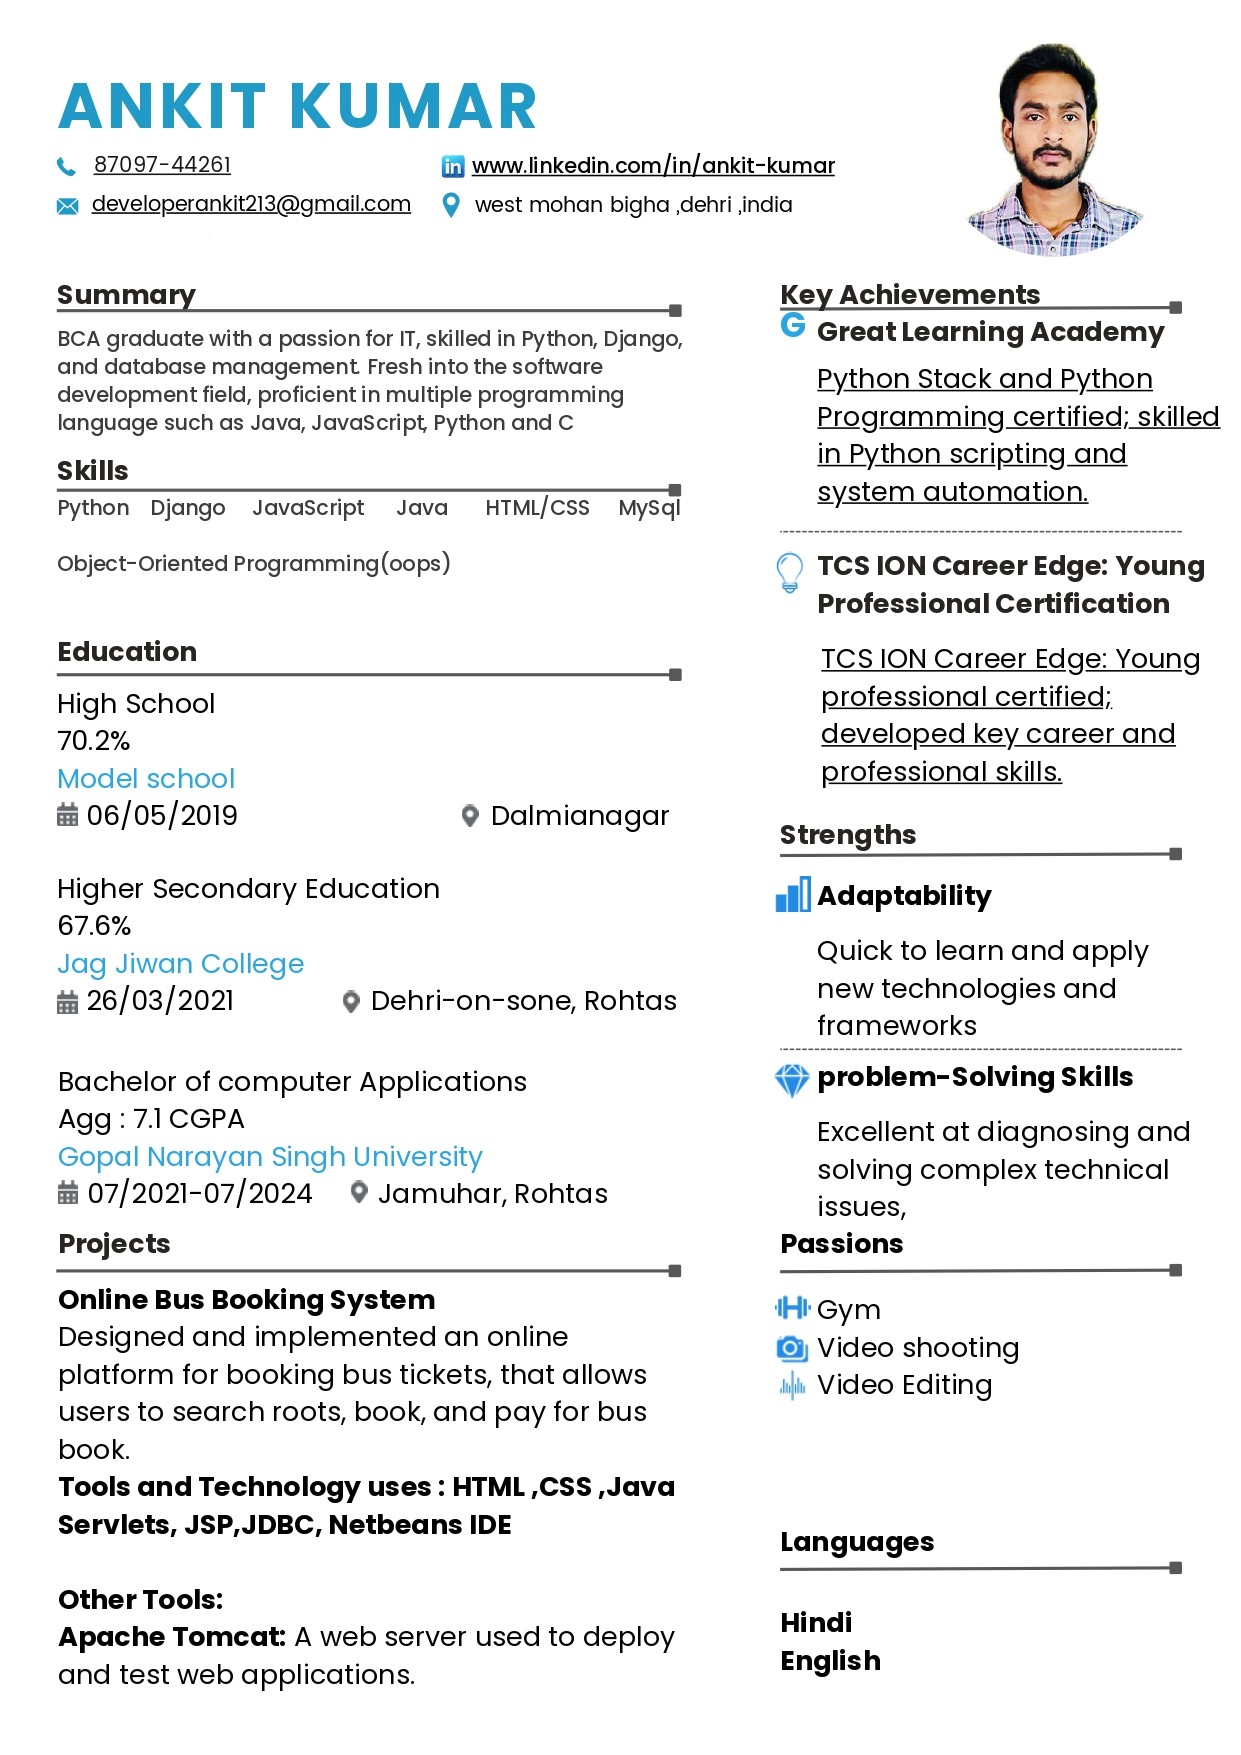 ANKIT KUMAR
87097-44261
www.linkedin.com/in/ankit-kumar
developerankit213@gmail.com
west mohan bigha ,dehri ,india
Summary
BCA graduate with a passion for IT, skilled in Python, Django,
and database management. Fresh into the software
development field, proficient in multiple programming
language such as Java, JavaScript, Python and C
Skills
Python Django JavaScript Java HTML/CSS MySql
Object-Oriented Programming(oops)
Education
High School
70.2%
Model school
06/05/2019 Dalmianagar
Higher Secondary Education
67.6%
Jag Jiwan College
26/03/2021 Dehri-on-sone, Rohtas
Bachelor of computer Applications
Agg : 7.1 CGPA
Gopal Narayan Singh University
07/2021-07/2024 Jamuhar, Rohtas
Projects
Online Bus Booking System
Designed and implemented an online
platform for booking bus tickets, that allows
users to search roots, book, and pay for bus
book.
Tools and Technology uses : HTML ,CSS ,Java
Servlets, JSP,JDBC, Netbeans IDE
Other Tools:
Apache Tomcat: A web server used to deploy
and test web applications.
Key Achievements
G Great Learning Academy
Python Stack and Python
Programming certified; skilled
in Python scripting and
system automation.
TCS ION Career Edge: Young
Professional Certification
TCS ION Career Edge: Young
professional certified;
developed key career and
professional skills.
Strengths
Adaptability
Quick to learn and apply
new technologies and
frameworks
problem-Solving Skills
Excellent at diagnosing and
solving complex technical
issues,
Passions
Gym
Video shooting
Video Editing
Languages
Hindi
English